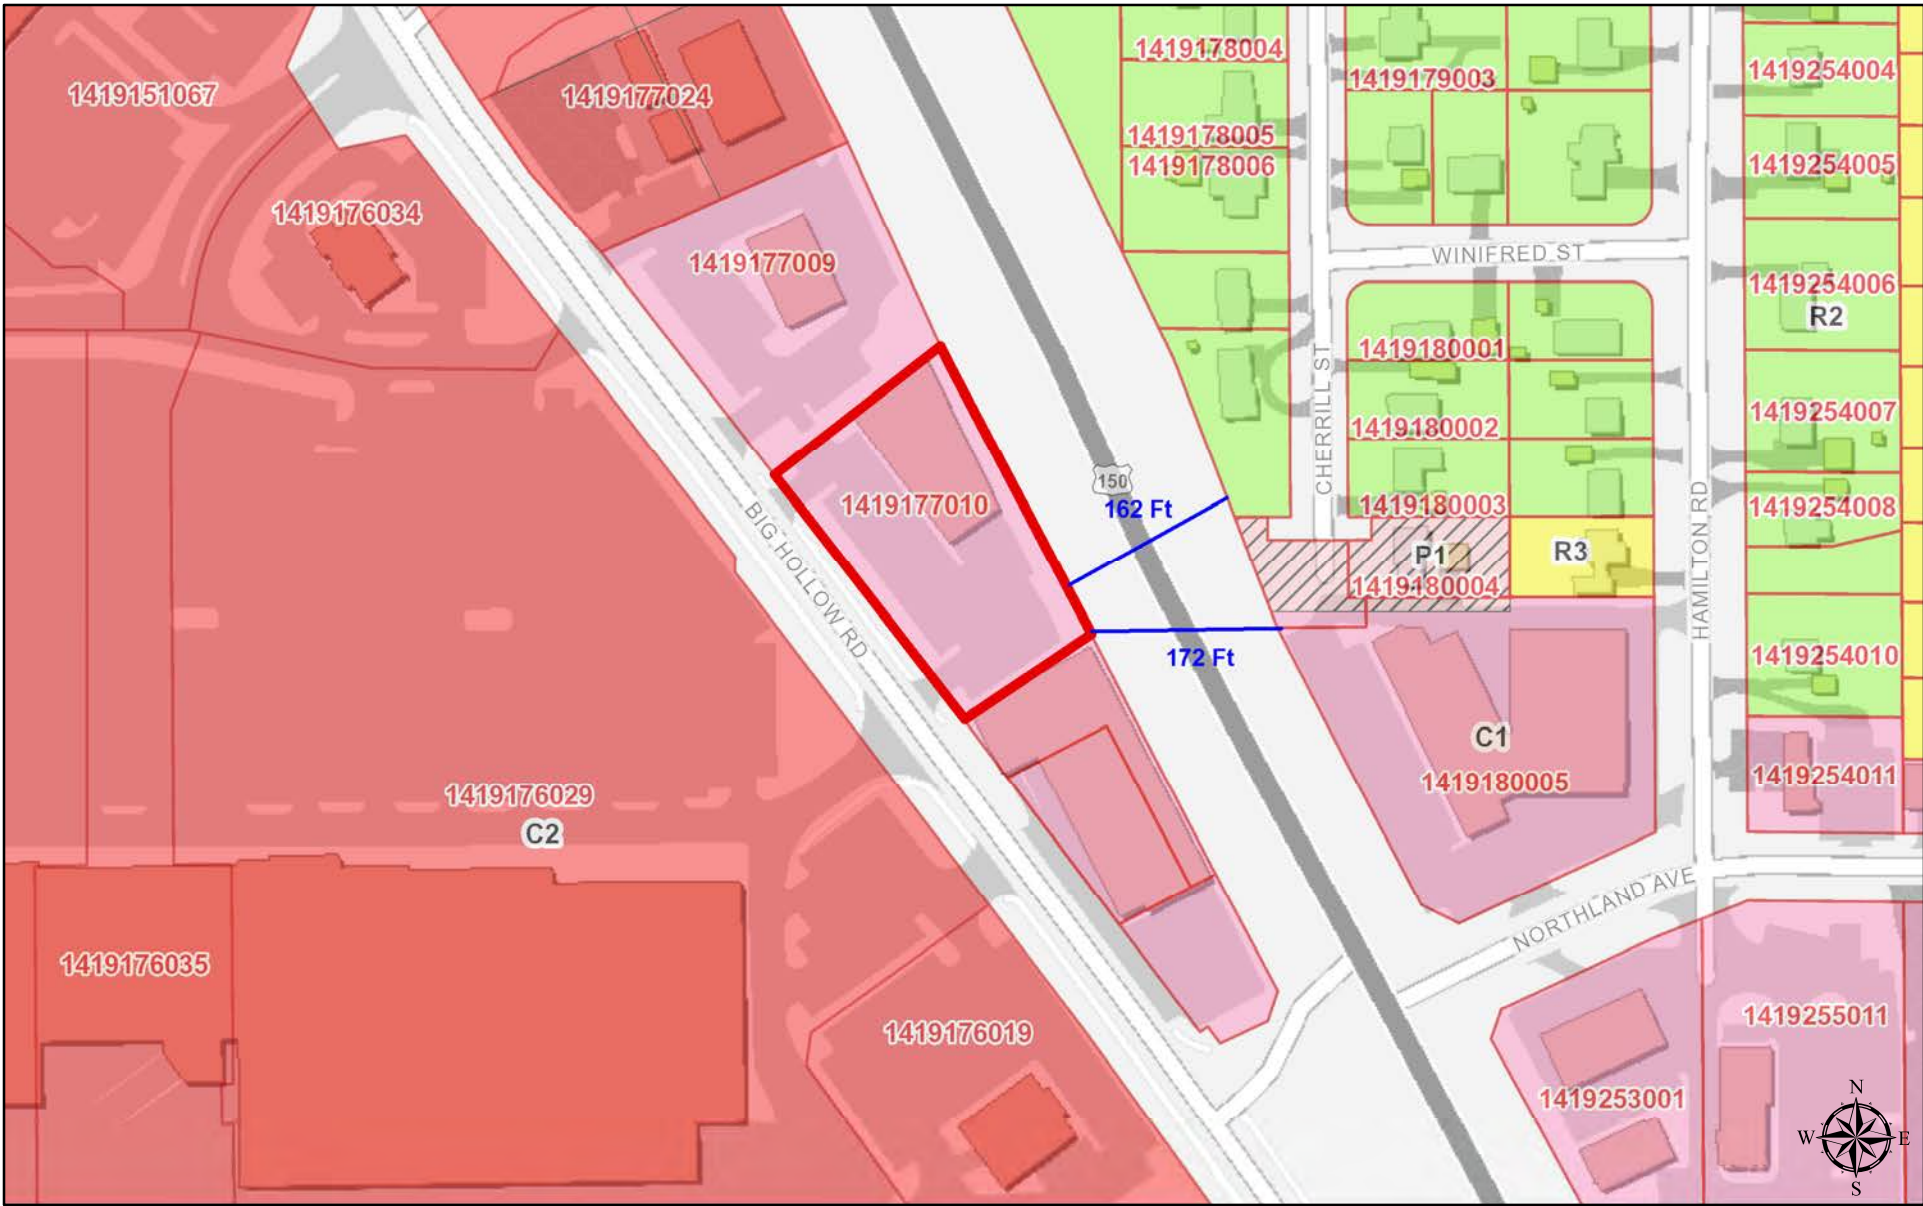 1419178004
1419151067
1419177024
1419179003
1419254004
1419178005
1419178006
1419254005
1419176034
1419177009
WINIFRED ST
1419254006
R2
1419180001
CHERRILL ST
1419180002
1419254007
150
162 Ft
1419177010
1419180003
1419254008
BIG HOLLOW RD
P1
R3
HAMILTON RD
1419180004
172 Ft
1419254010
C1
1419180005
1419254011
1419176029
C2
NORTHLAND AVE
1419176035
1419176019
1419255011
1419253001
N
W
E
S